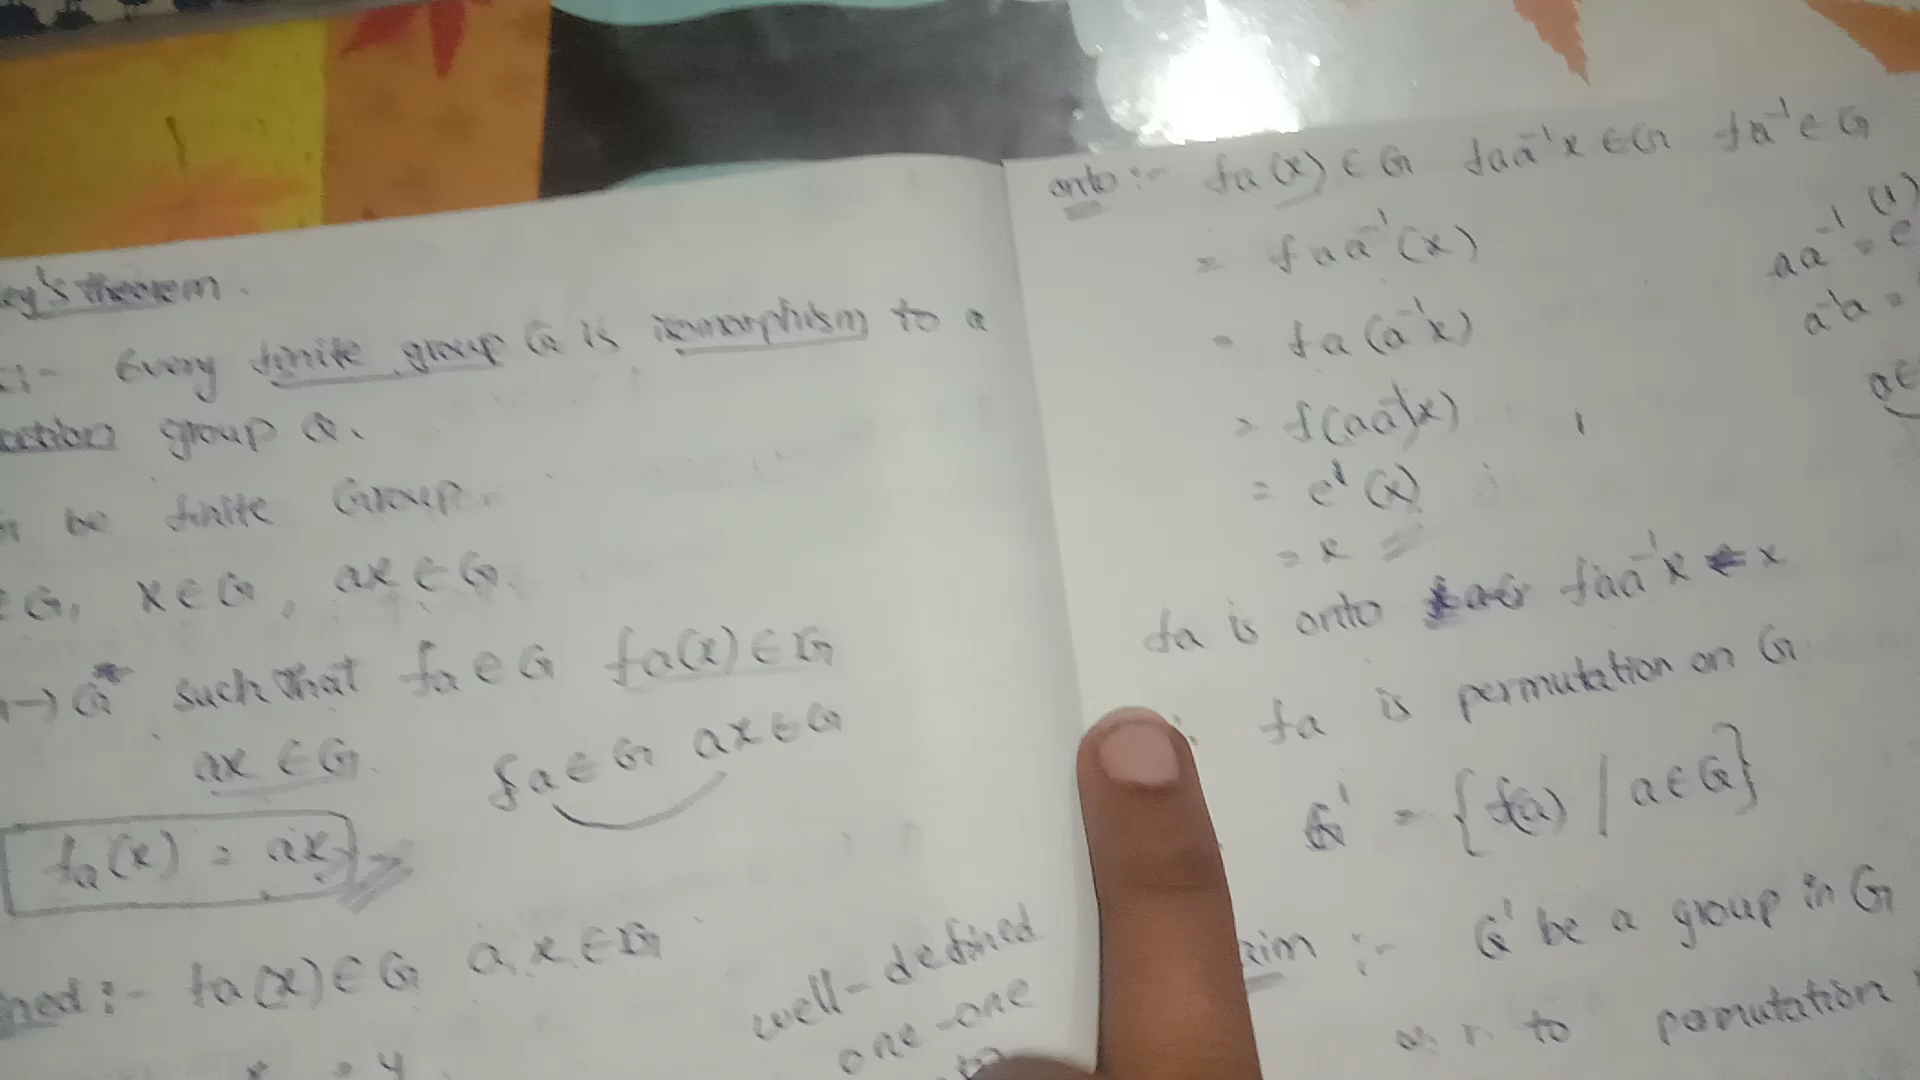 ey's theorem.
:- Every finite group G is isomorphism to a
group G.
be finite Group.
∈ G, x ∈ G, ax ∈ G.
→ G* such that fa ∈ G fa(x) ∈ G
ax ∈ G. fa ∈ G ax ∈ G
fa(x) = ax
ned :- fa(x) ∈ G a, x ∈ G
well-defined
one-one
= y
onto :- fa(x) ∈ G faa⁻¹x ∈ G fa⁻¹ ∈ G
= faa⁻¹(x)
= fa(a⁻¹x)
= f(aa⁻¹x)
= e¹(x)
= x
aa⁻¹ = e
a⁻¹a =
a ∈
fa is onto faa⁻¹x = x
fa is permutation on G
G' = {f(a) / a ∈ G}
aim :- G' be a group in G
w. r. to permutation